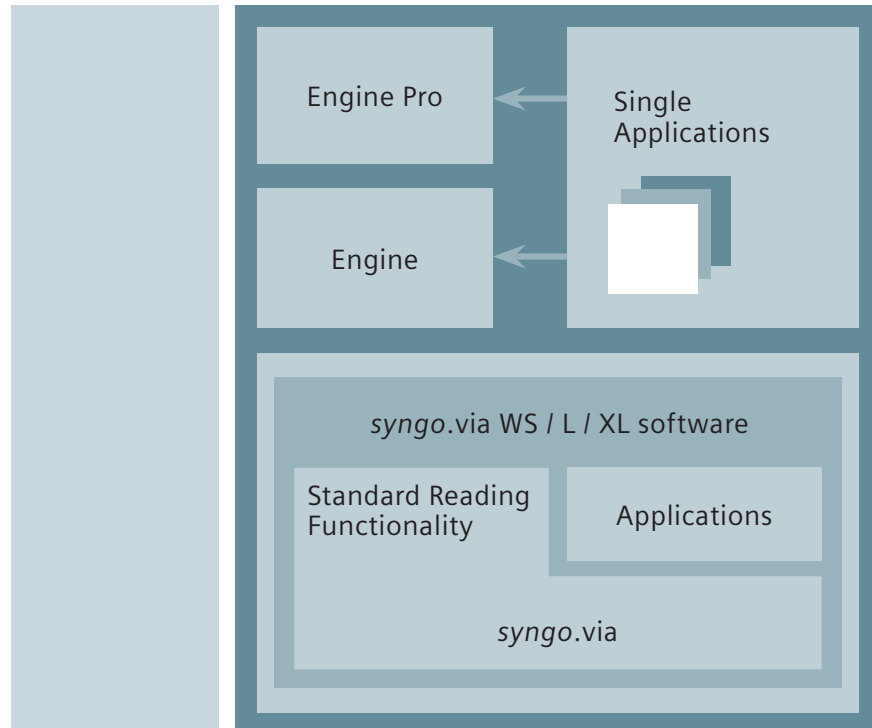 Engine Pro
Single
Applications
Engine
syngo.via WS / L / XL software
Standard Reading
Functionality
Applications
syngo.via